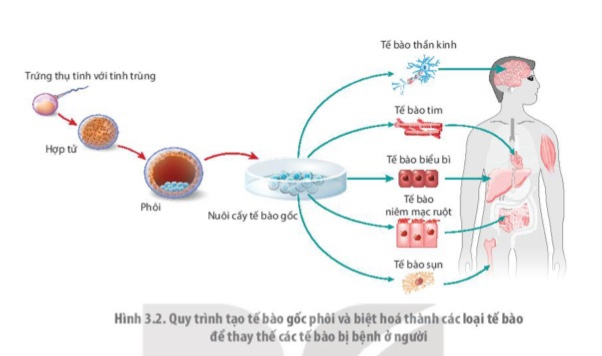 Tế bào thần kinh
Trứng thụ tinh với tinh trùng
Tế bào tim
Hợp tử
Tế bào biểu bì
Phôi
Nuôi cấy tế bào gốc
Tế bào
niêm mạc ruột
Tế bào sụn
Hình 3.2. Quy trình tạo tế bào gốc phôi và biệt hoá thành các loại tế bào
để thay thế các tế bào bị bệnh ở người